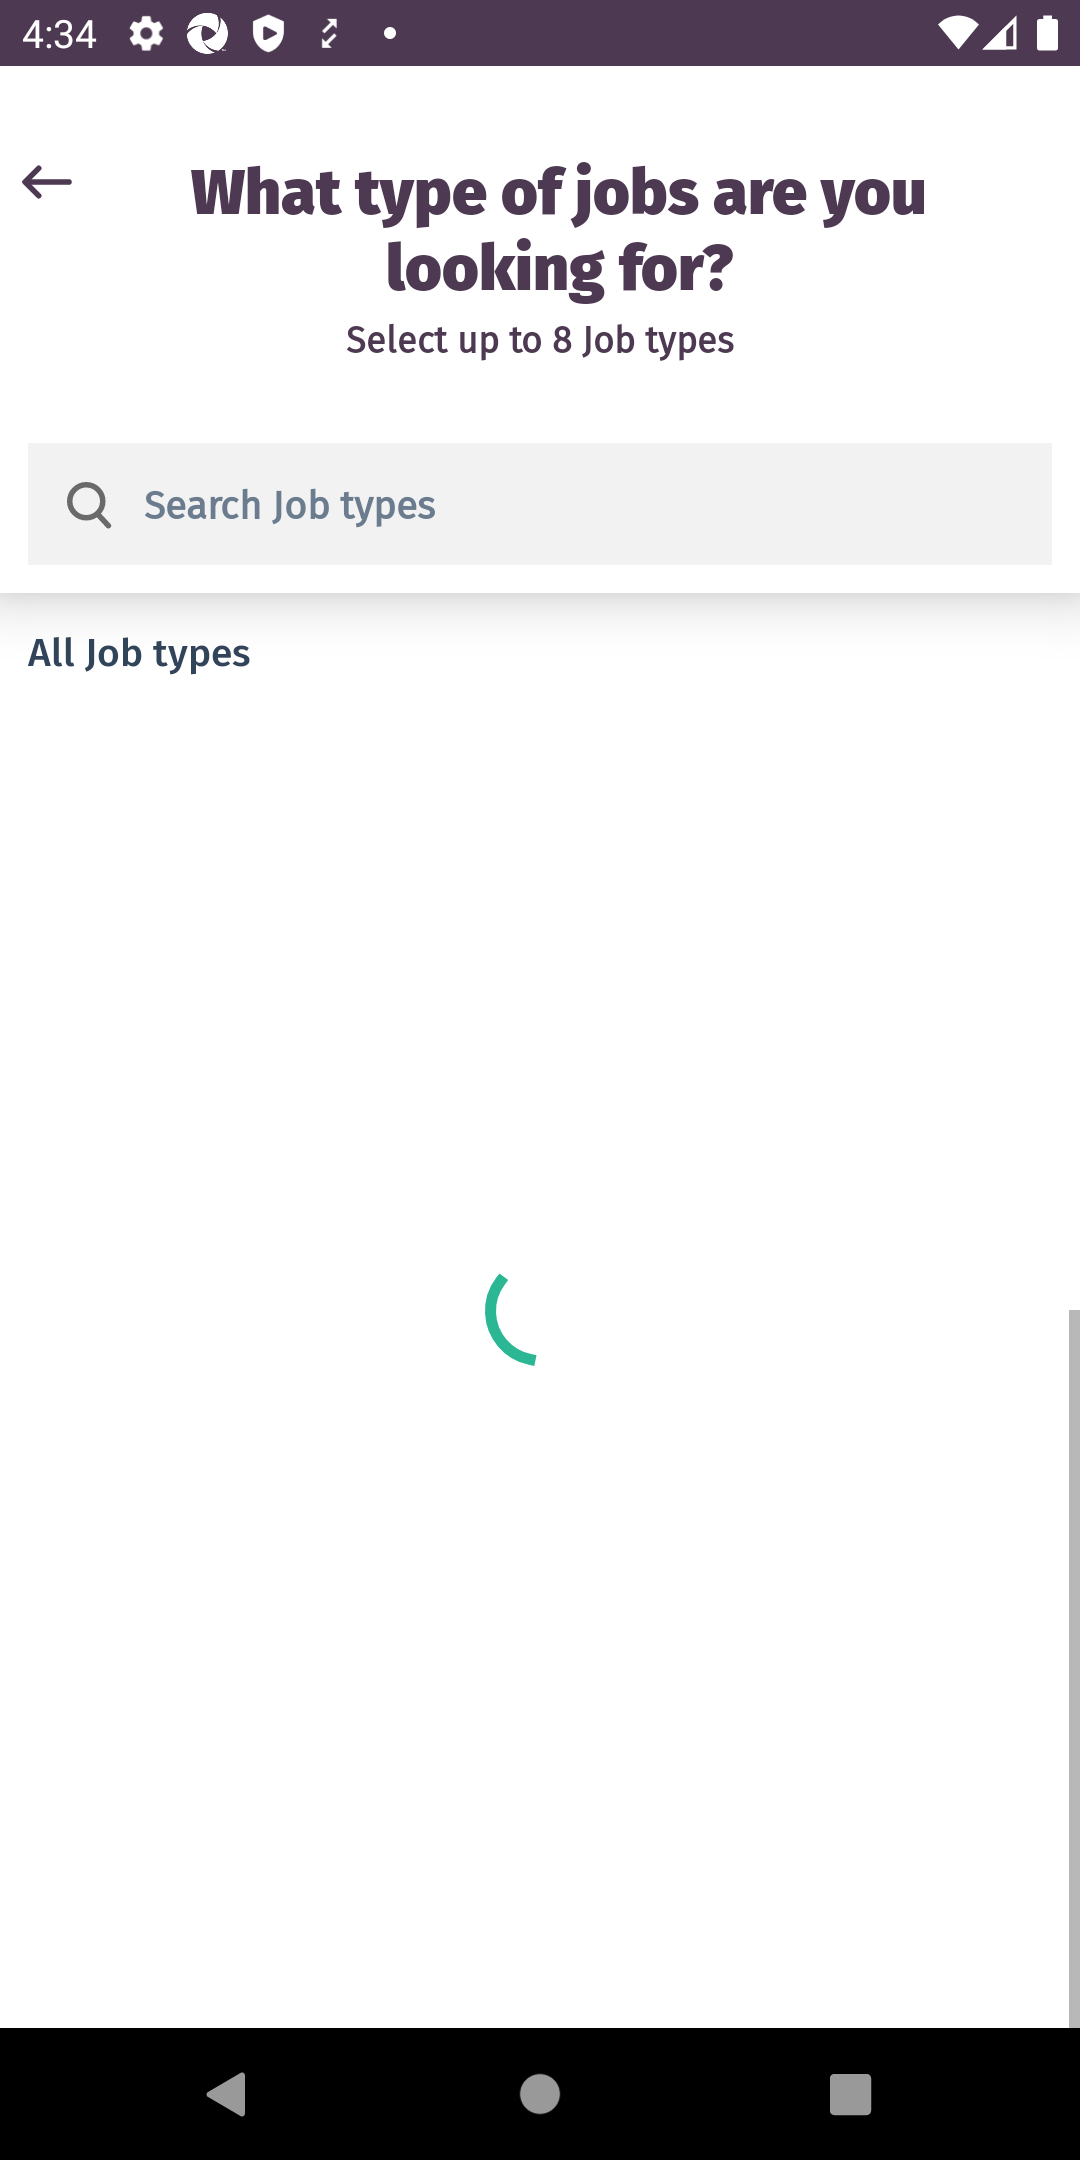 4:34
What type of jobs are you
looking for?
Select up to 8 Job types
Search Job types
All Job types